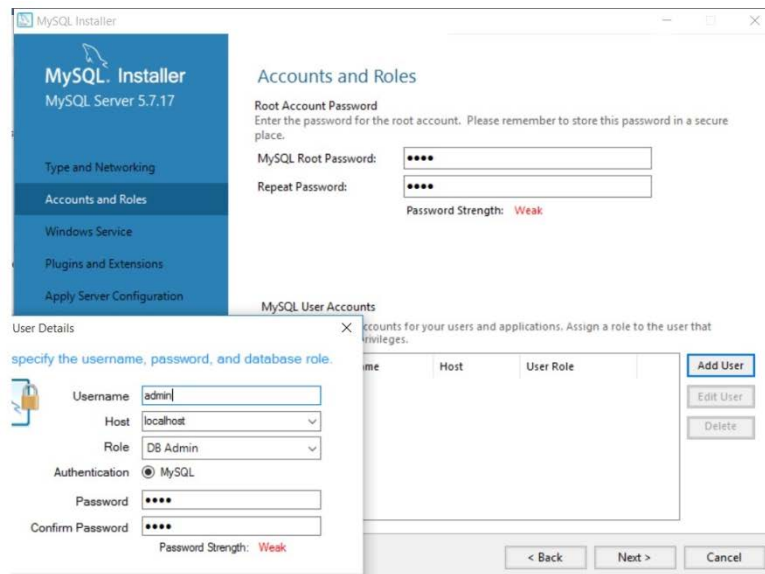 MySQL Installer
MySQL. Installer
MySQL Server 5.7.17
Type and Networking
Accounts and Roles
Windows Service
Plugins and Extensions
Apply Server Configuration
Accounts and Roles
Root Account Password
Enter the password for the root account. Please remember to store this password in a secure
place.
MySQL Root Password: ••••
Repeat Password: ••••
Password Strength: Weak
MySQL User Accounts
accounts for your users and applications. Assign a role to the user that
Host User Role
Add User
Edit User
Delete
< Back Next > Cancel
User Details
specify the username, password, and database role.
Username admin
Host localhost
Role DB Admin
Authentication MySQL
Password ••••
Confirm Password ••••
Password Strength: Weak